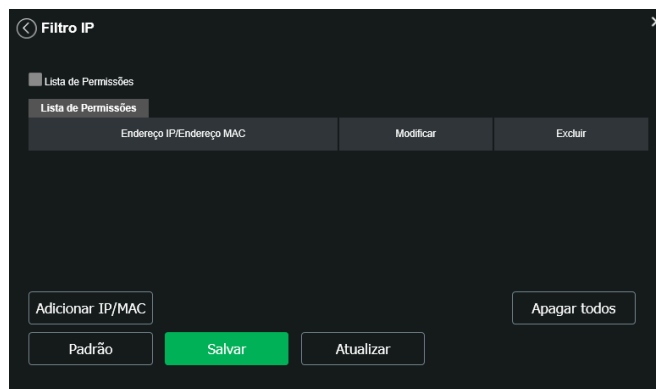 Filtro IP
Lista de Permissões
Lista de Permissões
Endereço IP/Endereço MAC Modificar Excluir
Adicionar IP/MAC Apagar todos
Padrão Salvar Atualizar